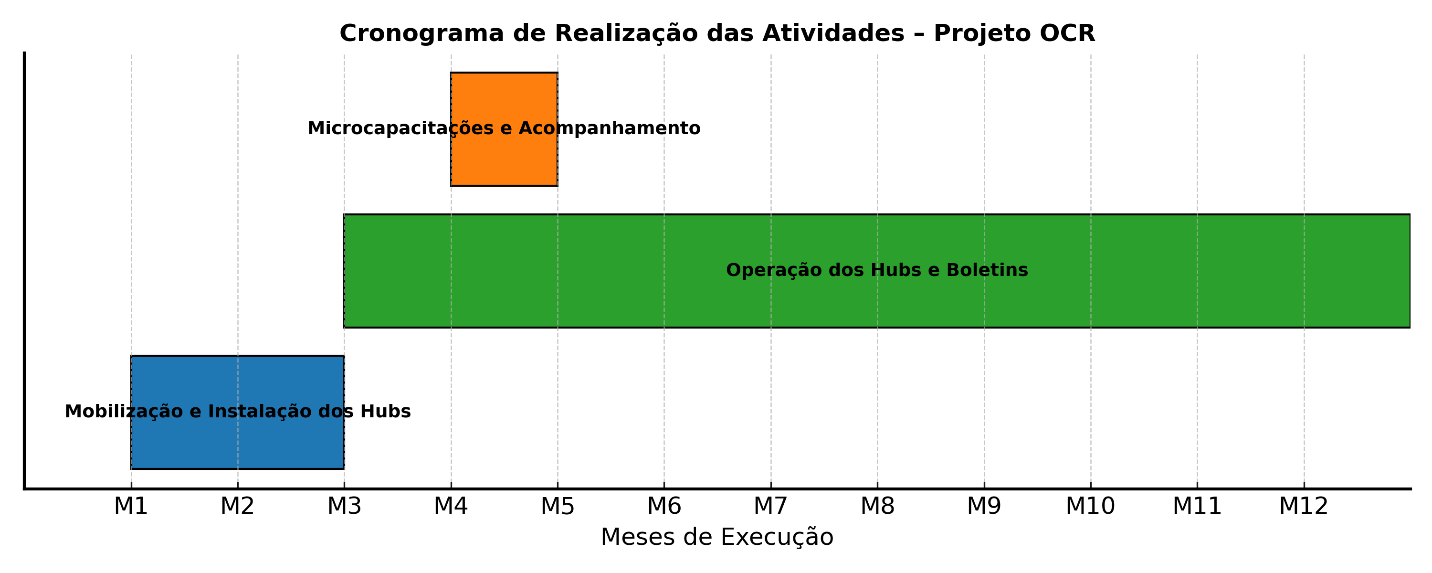 Cronograma de Realização das Atividades – Projeto OCR
Microcapacitações e Acompanhamento
Operação dos Hubs e Boletins
Mobilização e Instalação dos Hubs
M1 M2 M3 M4 M5 M6 M7 M8 M9 M10 M11 M12
Meses de Execução